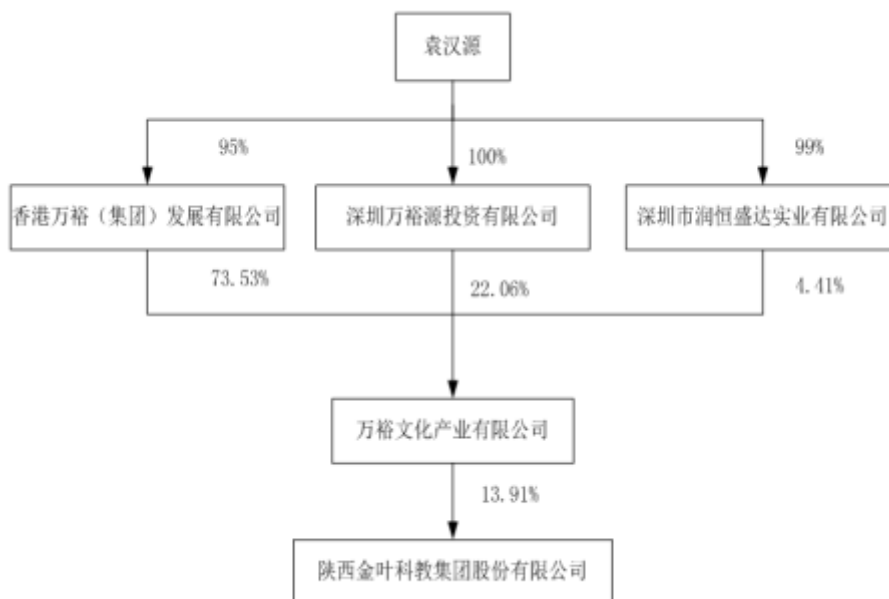 袁汉源
95%
100%
99%
香港万裕（集团）发展有限公司
深圳万裕源投资有限公司
深圳市润恒盛达实业有限公司
73.53%
22.06%
4.41%
万裕文化产业有限公司
13.91%
陕西金叶科教集团股份有限公司